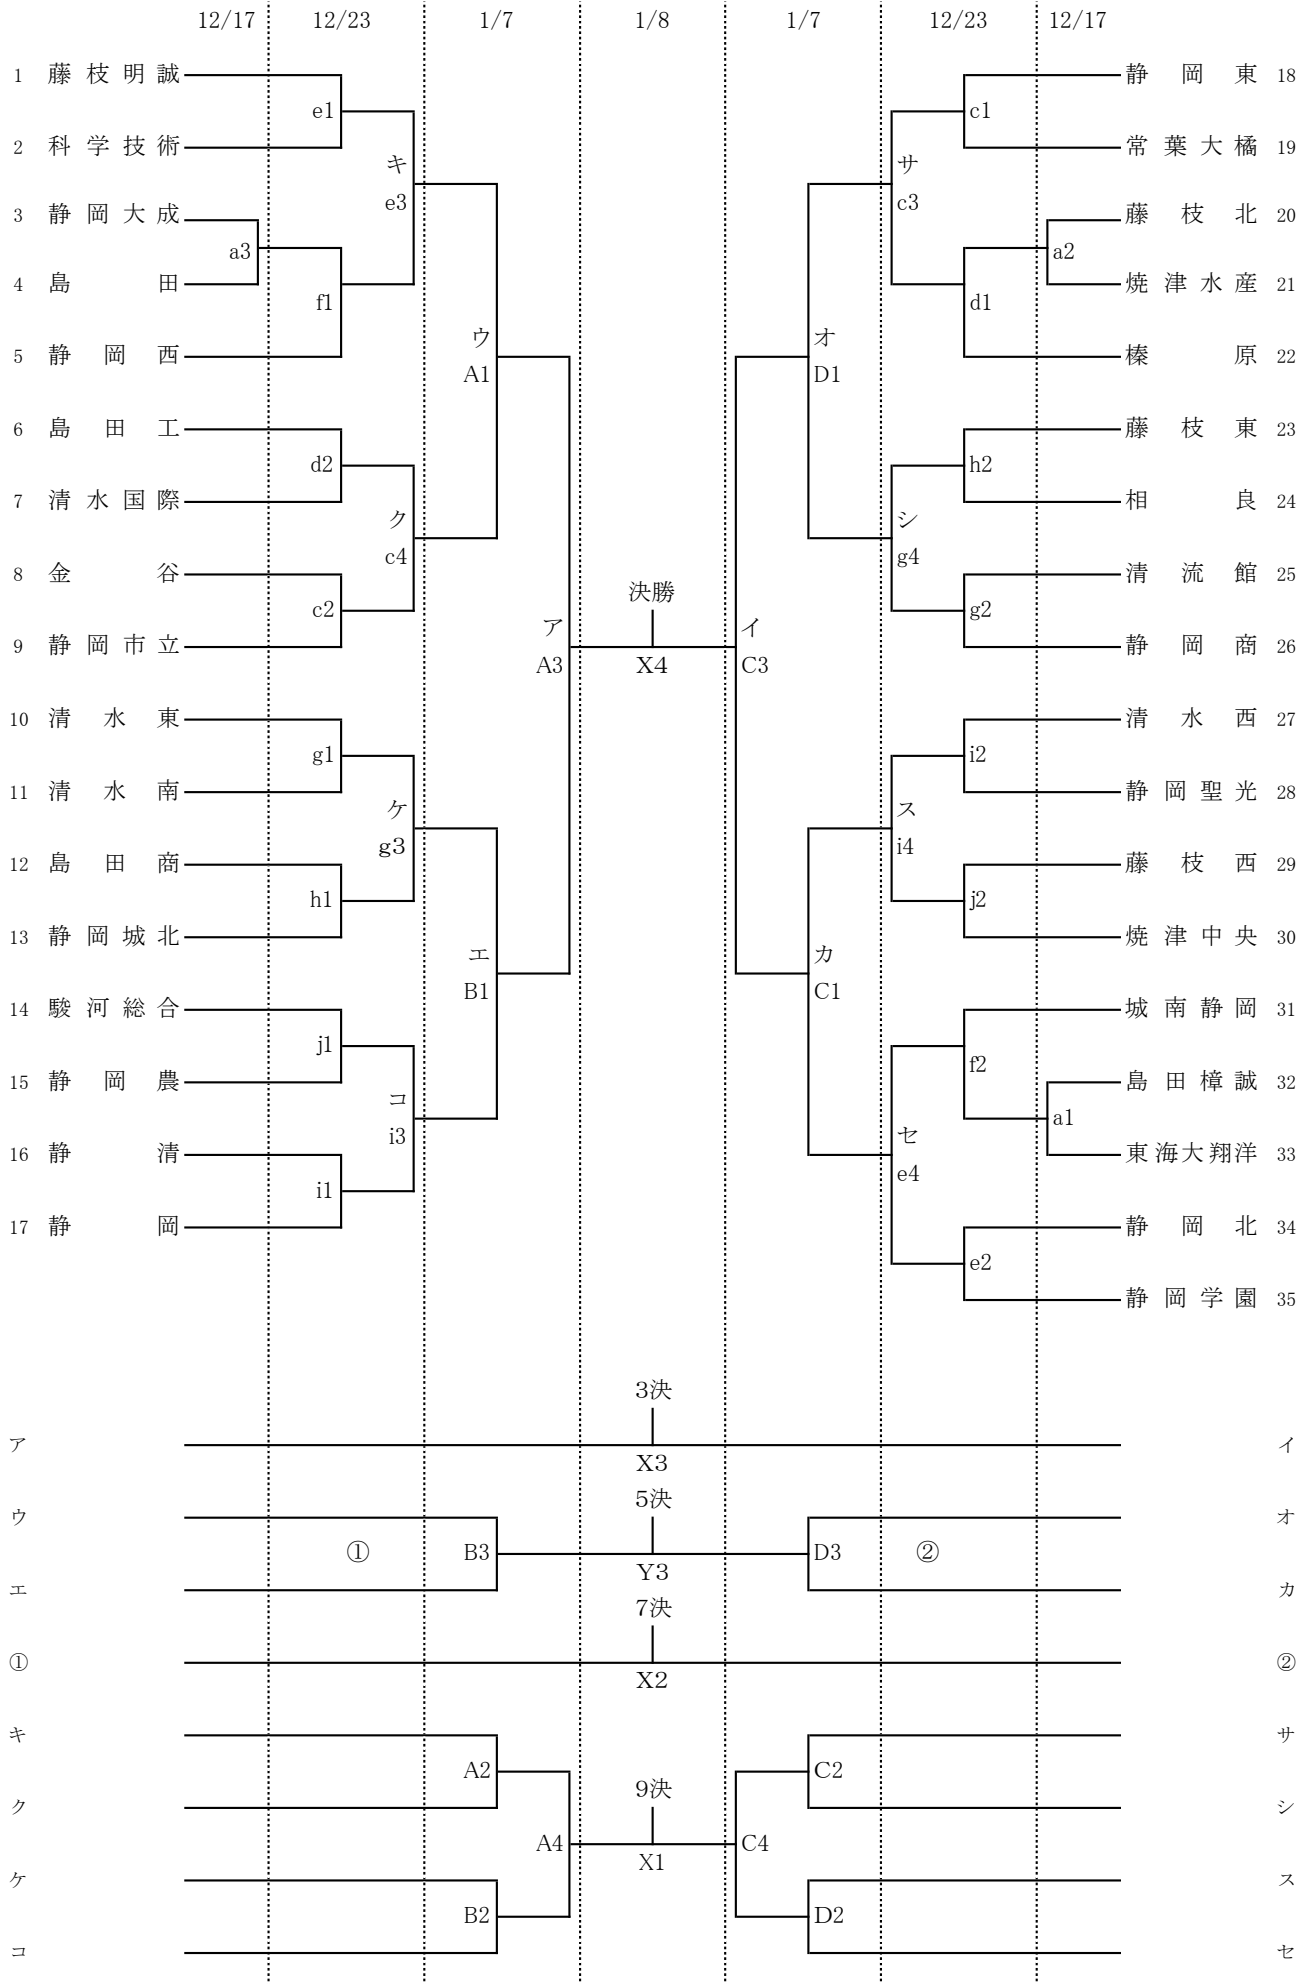 12/17 12/23 1/7 1/8 1/7 12/23 12/17
1 藤枝明誠 静岡東 18
e1 c1
2 科学技術 常葉大橘 19
キ サ
e3 c3
3 静岡大成 藤枝北 20
a3 a2
4 島田 焼津水産 21
f1 d1
ウ オ
5 静岡西 榛原 22
A1 D1
6 島田工 藤枝東 23
d2 h2
7 清水国際 相良 24
ク シ
c4 g4
8 金谷 清流館 25
決勝
c2 g2
ア イ
9 静岡市立 静岡商 26
A3 X4 C3
10 清水東 清水西 27
g1 i2
11 清水南 静岡聖光 28
ケ ス
g3 i4
12 島田商 藤枝西 29
h1 j2
13 静岡城北 焼津中央 30
エ カ
B1 C1
14 駿河総合 城南静岡 31
j1 f2
15 静岡農 島田樟誠 32
コ a1
i3 セ
16 静清 東海大翔洋 33
e4
i1
17 静岡 静岡北 34
e2
静岡学園 35
3決
ア イ
X3
5決
ウ オ
① B3 D3 ②
Y3
エ カ
7決
① ②
X2
キ サ
A2 C2
9決
ク シ
A4 C4
X1
ケ ス
B2 D2
コ セ